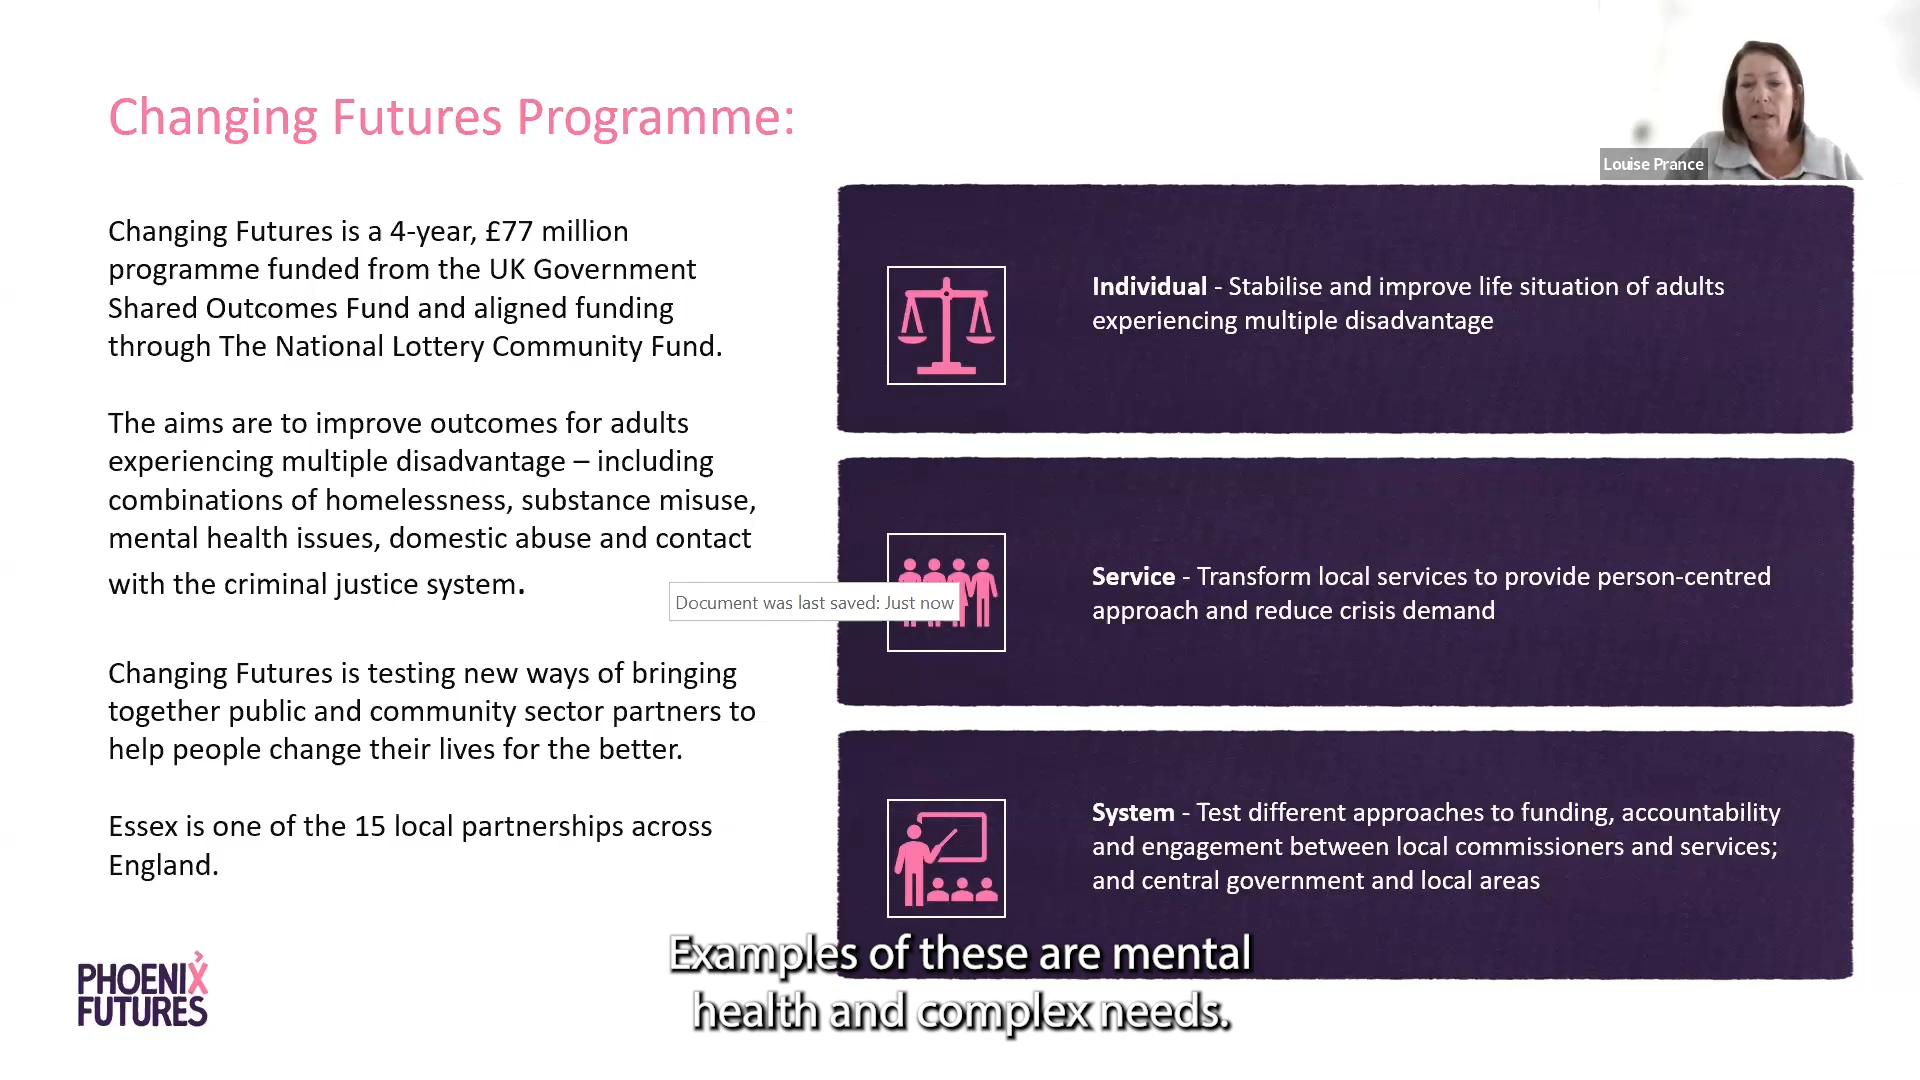 Changing Futures Programme:
Louise Prance
Changing Futures is a 4-year, £77 million
programme funded from the UK Government
Shared Outcomes Fund and aligned funding
through The National Lottery Community Fund.
The aims are to improve outcomes for adults
experiencing multiple disadvantage – including
combinations of homelessness, substance misuse,
mental health issues, domestic abuse and contact
with the criminal justice system.
Changing Futures is testing new ways of bringing
together public and community sector partners to
help people change their lives for the better.
Essex is one of the 15 local partnerships across
England.
Individual - Stabilise and improve life situation of adults
experiencing multiple disadvantage
Document was last saved: Just now
Service - Transform local services to provide person-centred
approach and reduce crisis demand
System - Test different approaches to funding, accountability
and engagement between local commissioners and services;
and central government and local areas
Examples of these are mental
health and complex needs.
PHOENIX
FUTURES